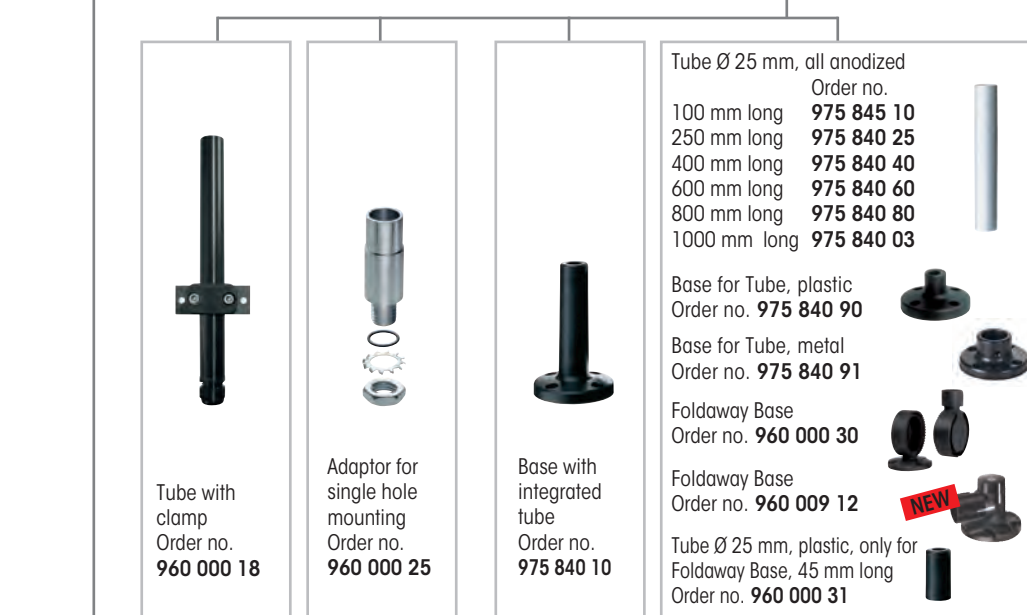 Tube with
clamp
Order no.
960 000 18
Adaptor for
single hole
mounting
Order no.
960 000 25
Base with
integrated
tube
Order no.
975 840 10
Tube Ø 25 mm, all anodized
Order no.
100 mm long 975 845 10
250 mm long 975 840 25
400 mm long 975 840 40
600 mm long 975 840 60
800 mm long 975 840 80
1000 mm long 975 840 03
Base for Tube, plastic
Order no. 975 840 90
Base for Tube, metal
Order no. 975 840 91
Foldaway Base
Order no. 960 000 30
Foldaway Base
Order no. 960 009 12
NEW
Tube Ø 25 mm, plastic, only for
Foldaway Base, 45 mm long
Order no. 960 000 31